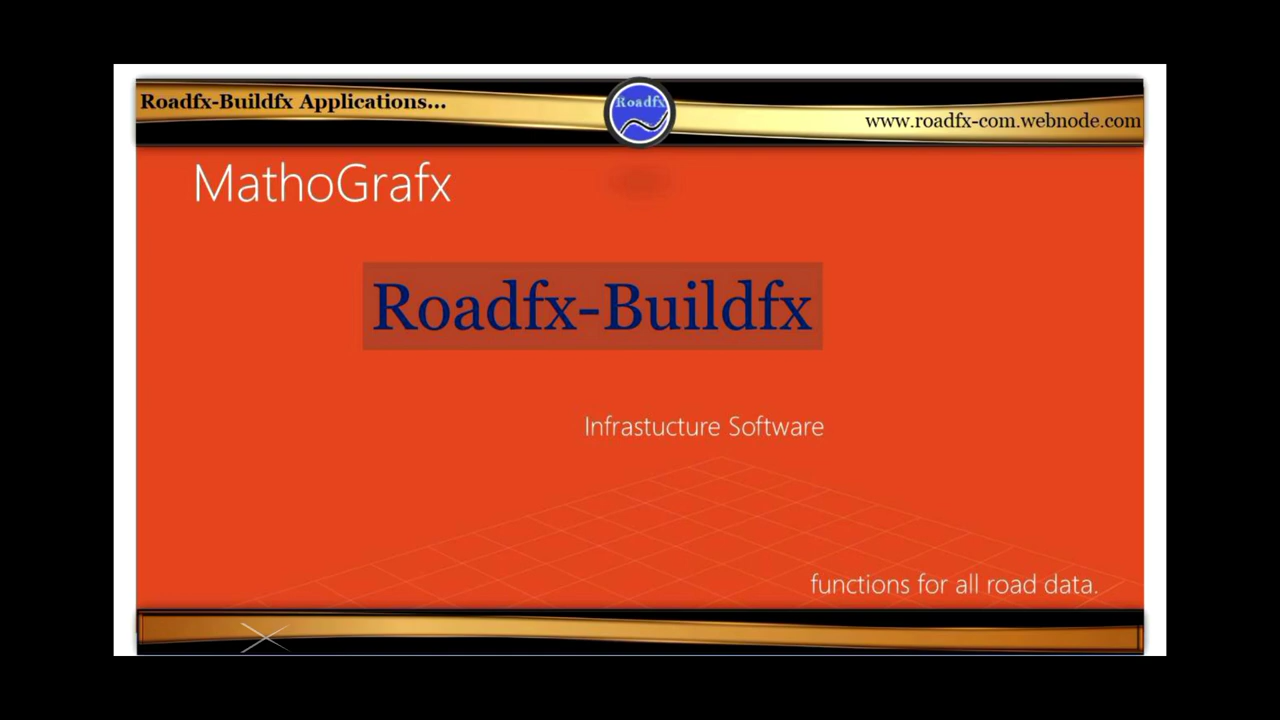 Roadfx-Buildfx Applications...
Roadfx
www.roadfx-com.webnode.com
MathoGrafx
Roadfx-Buildfx
Infrastucture Software
functions for all road data.